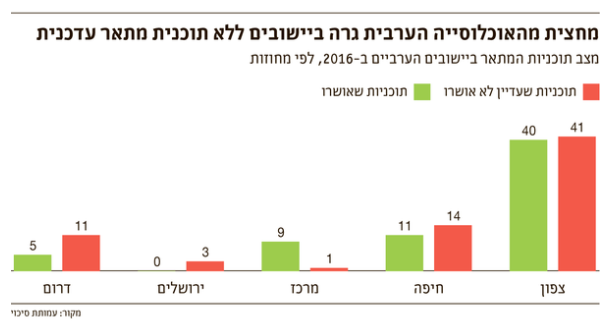 מחצית מהאוכלוסייה הערבית גרה ביישובים ללא תוכנית מתאר עדכנית
מצב תוכניות המתאר ביישובים הערביים ב-2016, לפי מחוזות
תוכניות שעדיין לא אושרו תוכניות שאושרו
41 40
14 11
1 9
3 0
11 5
צפון חיפה מרכז ירושלים דרום
מקור: עמותת סיכוי